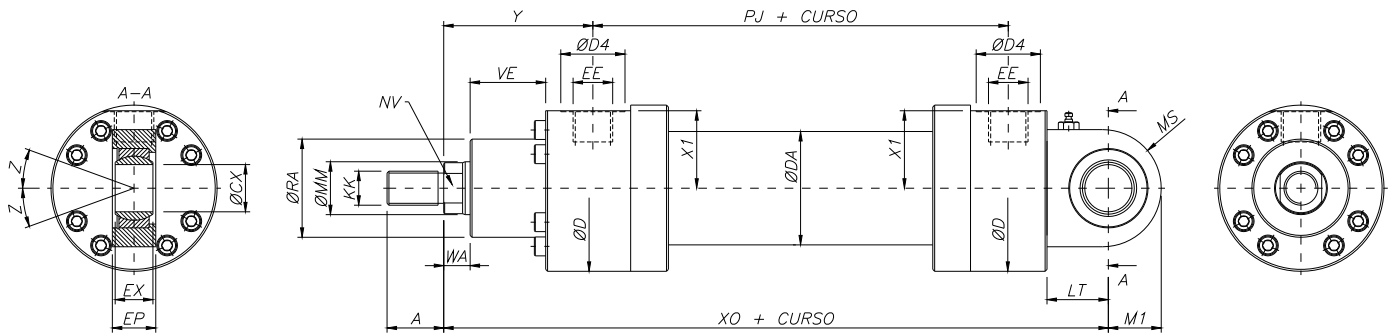 Y
PJ + CURSO
ØD4
ØD4
VE
EE
EE
A-A
NV
A
MS
Z
Z
ØCX
ØRA
ØMM
KK
X1
ØDA
X1
ØD
ØD
WA
A
EX
LT
EP
A
XO + CURSO
M1